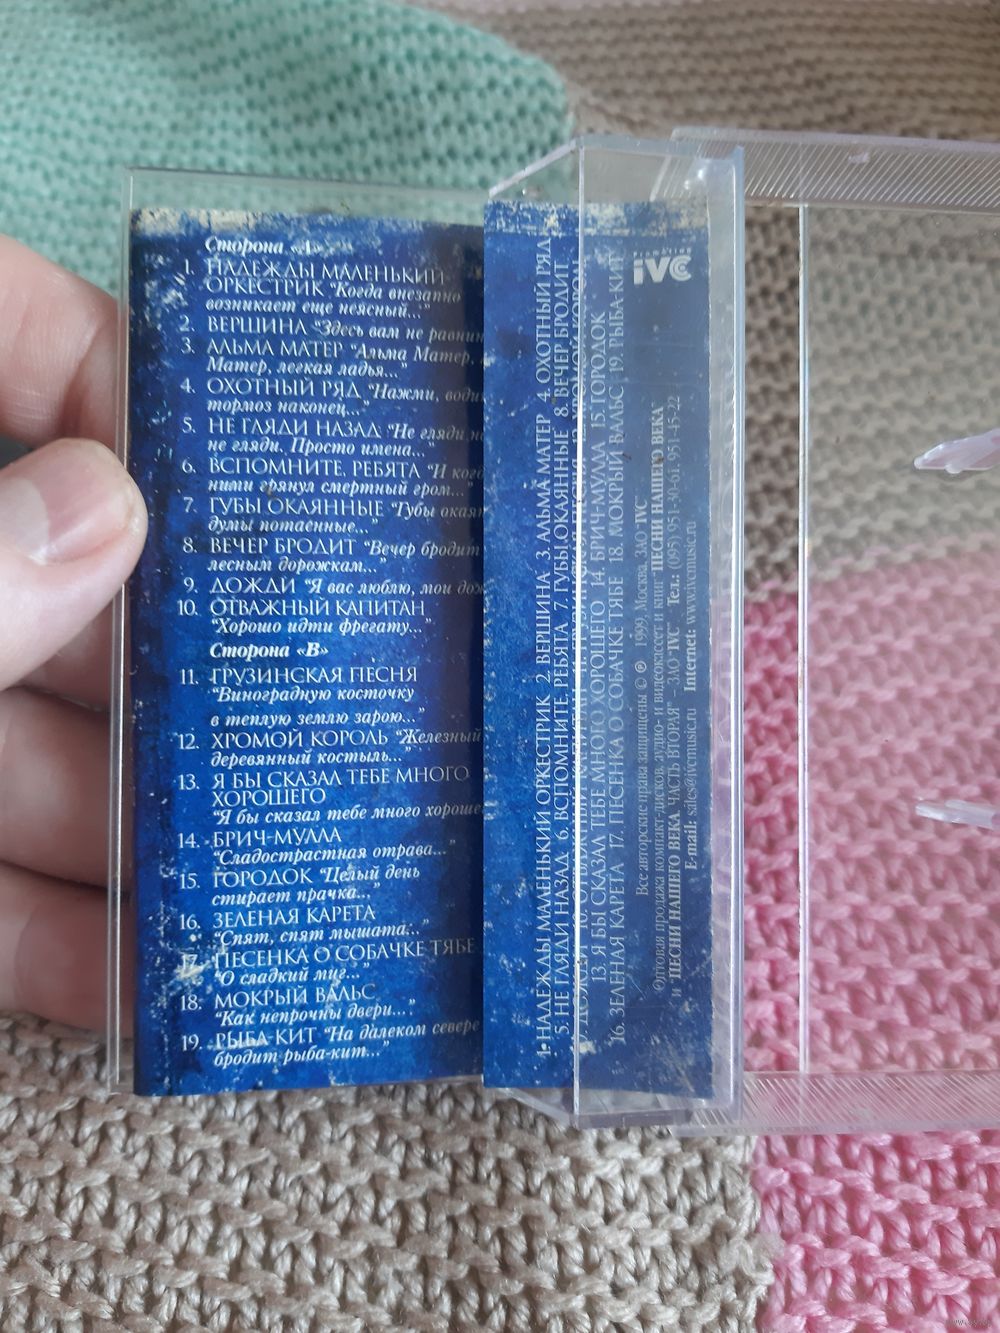 Сторона «А»
1. НАДЕЖДЫ МАЛЕНЬКИЙ
ОРКЕСТРИК "Когда внезапно
возникает еще неясный..."
2. ВЕРШИНА "Здесь вам не равнин
3. АЛЬМА МАТЕР "Альма Матер,
Матер, легкая ладья..."
4. ОХОТНЫЙ РЯД "Нажми, води
тормоз наконец..."
5. НЕ ГЛЯДИ НАЗАД "Не гляди
не гляди. Просто имена..."
6. ВСПОМНИТЕ, РЕБЯТА "И ког
ними грянул смертный гром..."
7. ГУБЫ ОКАЯННЫЕ "Губы окая
думы потаенные..."
8. ВЕЧЕР БРОДИТ "Вечер бродит
лесным дорожкам..."
9. ДОЖДИ "Я вас люблю, мои дож
10. ОТВАЖНЫЙ КАПИТАН
"Хорошо идти фрегату..."
Сторона «В»
11. ГРУЗИНСКАЯ ПЕСНЯ
"Виноградную косточку
в теплую землю зарою..."
12. ХРОМОЙ КОРОЛЬ "Железный
деревянный костыль..."
13. Я БЫ СКАЗАЛ ТЕБЕ МНОГО
ХОРОШЕГО
"Я бы сказал тебе много хороше
14. БРИЧ-МУЛЛА
"Сладострастная отрава..."
15. ГОРОДОК "Целый день
стирает прачка..."
16. ЗЕЛЕНАЯ КАРЕТА
"Спят, спят мышата..."
17. ПЕСЕНКА О СОБАЧКЕ ТЯБЕ
"О сладкий миг..."
18. МОКРЫЙ ВАЛЬС
"Как непрочны двери..."
19. РЫБА-КИТ "На далеком севере
бродит рыба-кит..."
1. НАДЕЖДЫ МАЛЕНЬКИЙ ОРКЕСТРИК 2. ВЕРШИНА 3. АЛЬМА МАТЕР 4. ОХОТНЫЙ РЯД
5. НЕ ГЛЯДИ НАЗАД 6. ВСПОМНИТЕ, РЕБЯТА 7. ГУБЫ ОКАЯННЫЕ 8. ВЕЧЕР БРОДИТ
13. Я БЫ СКАЗАЛ ТЕБЕ МНОГО ХОРОШЕГО 14. БРИЧ-МУЛЛА 15. ГОРОДОК
16. ЗЕЛЕНАЯ КАРЕТА 17. ПЕСЕНКА О СОБАЧКЕ ТЯБЕ 18. МОКРЫЙ ВАЛЬС 19. РЫБА-КИТ
Все авторские права защищены © ℗ 1999, Москва, ЗАО "IVC"
Оптовая продажа компакт-дисков, аудио- и видеокассет и книг "ПЕСНИ НАШЕГО ВЕКА"
и "ПЕСНИ НАШЕГО ВЕКА. ЧАСТЬ ВТОРАЯ" – ЗАО "IVC" Тел.: (095) 951-30-61, 951-45-22
E-mail: sales@ivcmusic.ru Internet: www.ivcmusic.ru
Promotion
IVC